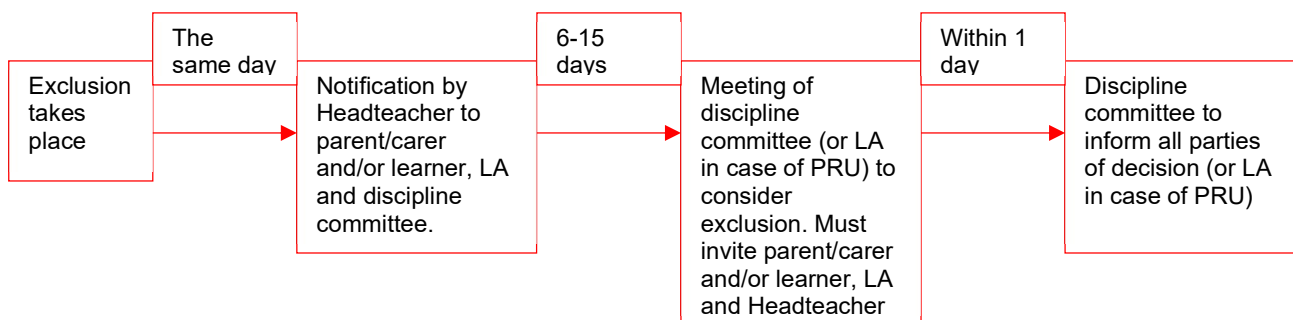 Exclusion
takes
place
The
same day
Notification by
Headteacher to
parent/carer
and/or learner, LA
and discipline
committee.
6-15
days
Meeting of
discipline
committee (or LA
in case of PRU) to
consider
exclusion. Must
invite parent/carer
and/or learner, LA
and Headteacher
Within 1
day
Discipline
committee to
inform all parties
of decision (or LA
in case of PRU)